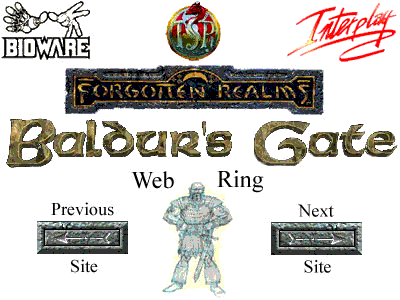 BIOWARE
TSR
Interplay
FORGOTTEN REALMS
Baldur's Gate
Web Ring
Previous
Site
Next
Site